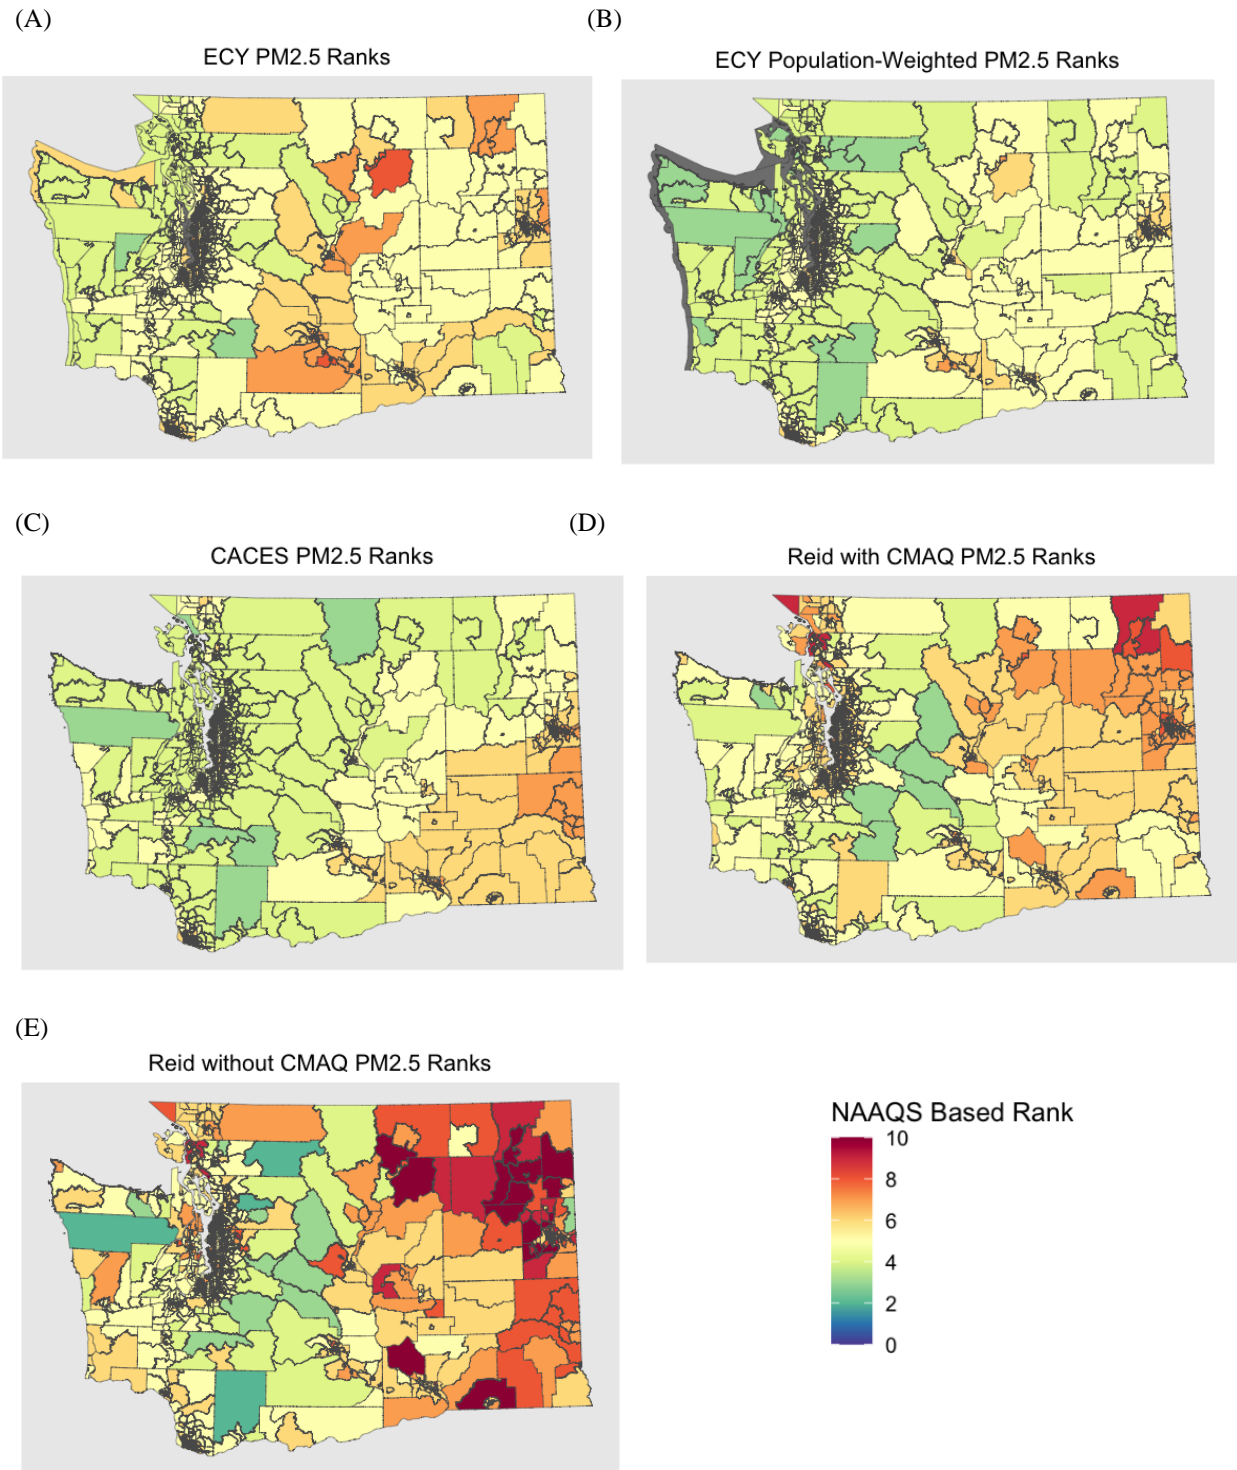 (A)
(B)
ECY PM2.5 Ranks
ECY Population-Weighted PM2.5 Ranks
(C)
(D)
CACES PM2.5 Ranks
Reid with CMAQ PM2.5 Ranks
(E)
Reid without CMAQ PM2.5 Ranks
NAAQS Based Rank
10
8
6
4
2
0